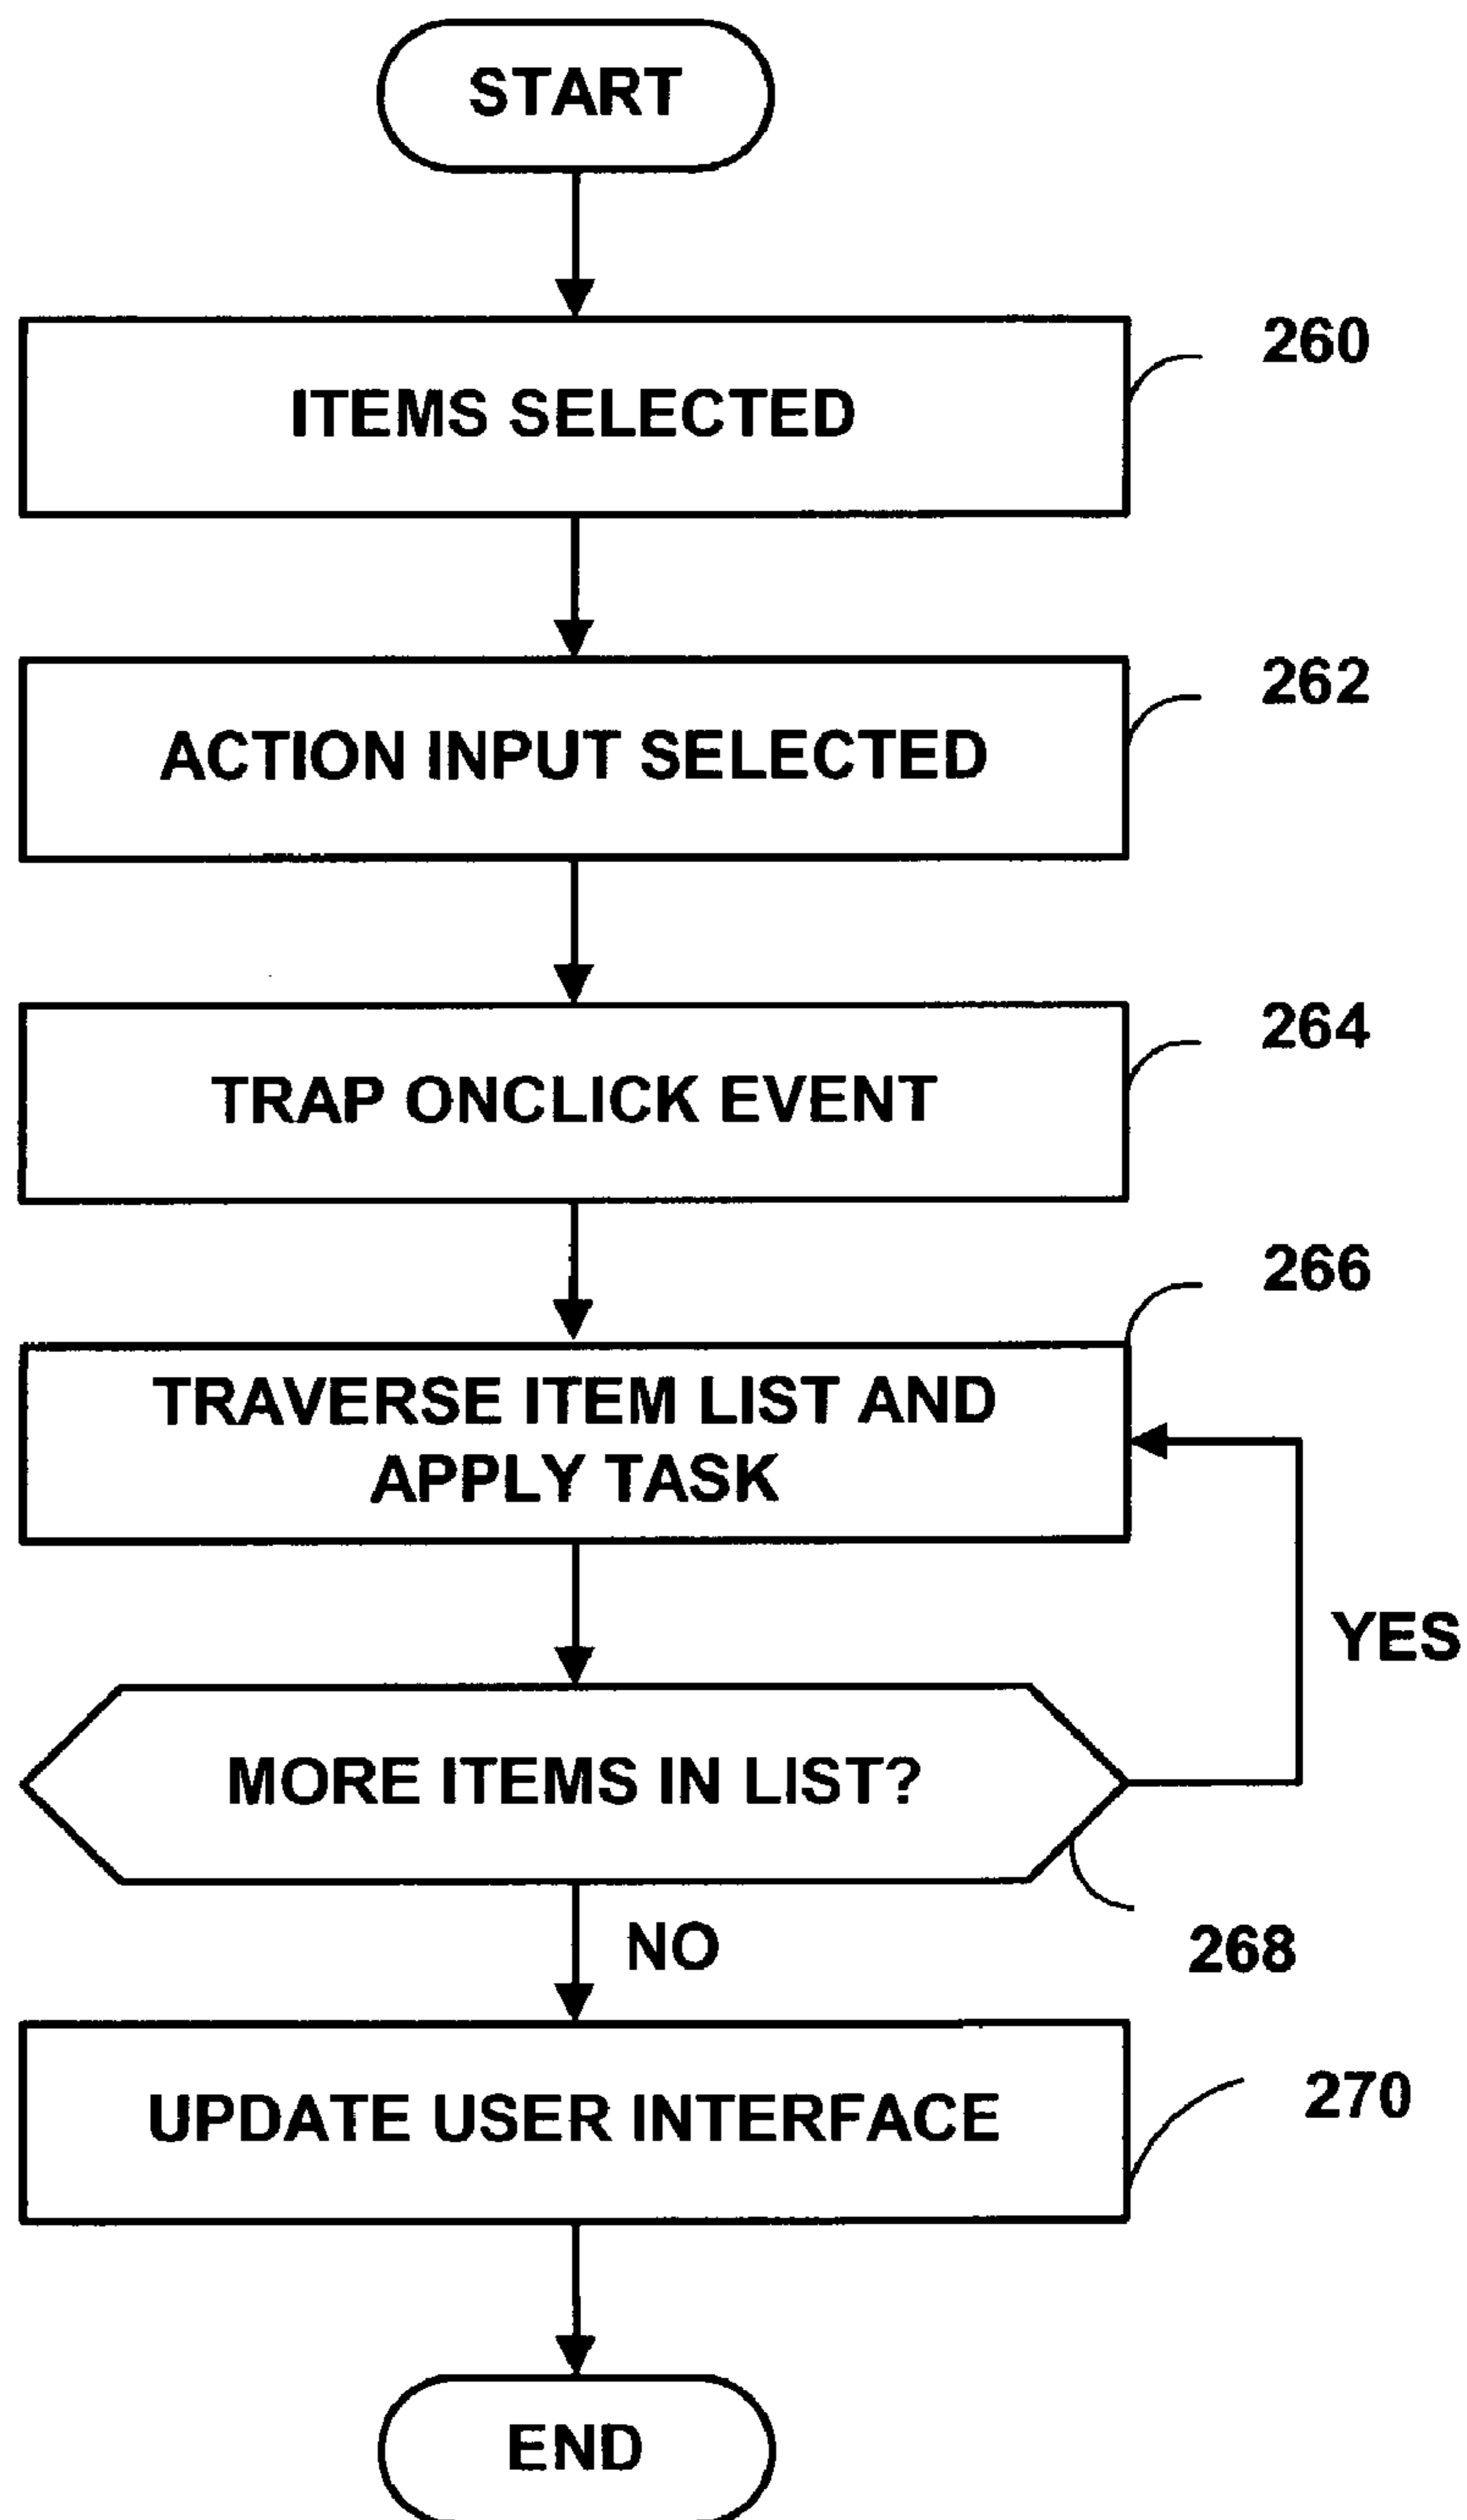 START
260
ITEMS SELECTED
262
ACTION INPUT SELECTED
264
TRAP ONCLICK EVENT
266
TRAVERSE ITEM LIST AND
APPLY TASK
YES
MORE ITEMS IN LIST?
NO
268
270
UPDATE USER INTERFACE
END